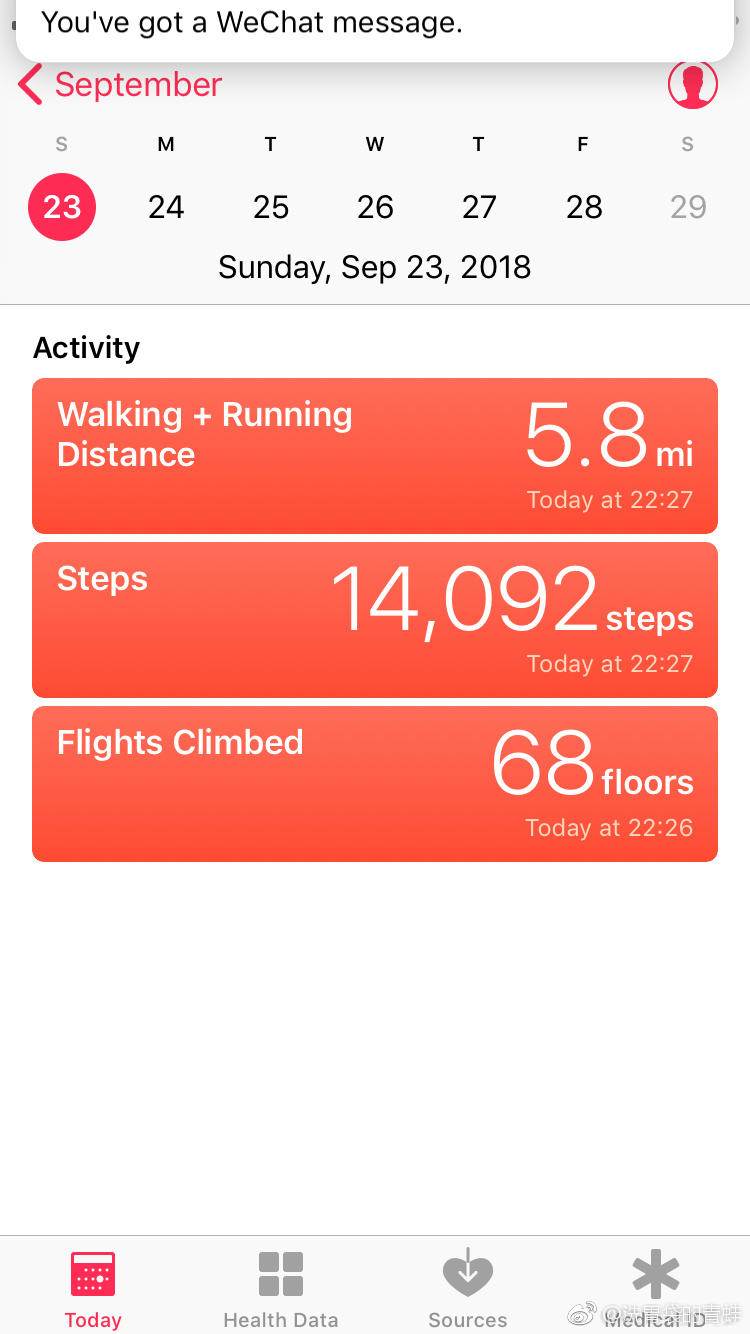 You've got a WeChat message.
September
S M T W T F S
23 24 25 26 27 28 29
Sunday, Sep 23, 2018
Activity
Walking + Running
Distance
5.8 mi
Today at 22:27
Steps
14,092 steps
Today at 22:27
Flights Climbed
68 floors
Today at 22:26
Today
Health Data
Sources
Medical ID